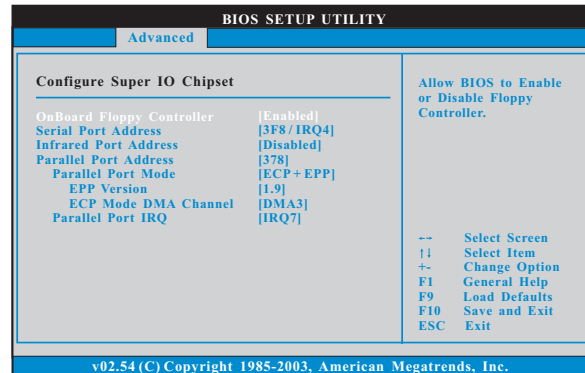 BIOS SETUP UTILITY
Advanced
Configure Super IO Chipset
OnBoard Floppy Controller [Enabled]
Serial Port Address [3F8 / IRQ4]
Infrared Port Address [Disabled]
Parallel Port Address [378]
Parallel Port Mode [ECP + EPP]
EPP Version [1.9]
ECP Mode DMA Channel [DMA3]
Parallel Port IRQ [IRQ7]
Allow BIOS to Enable
or Disable Floppy
Controller.
←→ Select Screen
↑↓ Select Item
+- Change Option
F1 General Help
F9 Load Defaults
F10 Save and Exit
ESC Exit
v02.54 (C) Copyright 1985-2003, American Megatrends, Inc.